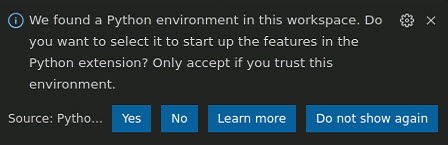 We found a Python environment in this workspace. Do
you want to select it to start up the features in the
Python extension? Only accept if you trust this
environment.
Source: Pytho... Yes No Learn more Do not show again